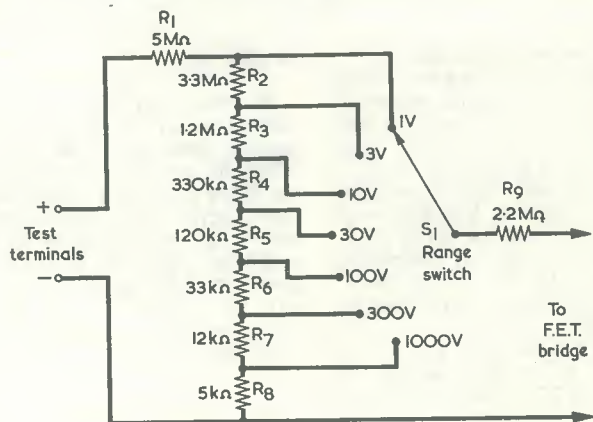 R1
5MΩ
3·3MΩ R2
1·2MΩ R3
330kΩ R4
120kΩ R5
33kΩ R6
12kΩ R7
5kΩ R8
1V
3V
10V
30V
100V
300V
1000V
+
Test
terminals
−
S1
Range
switch
R9
2·2MΩ
To
F.E.T.
bridge